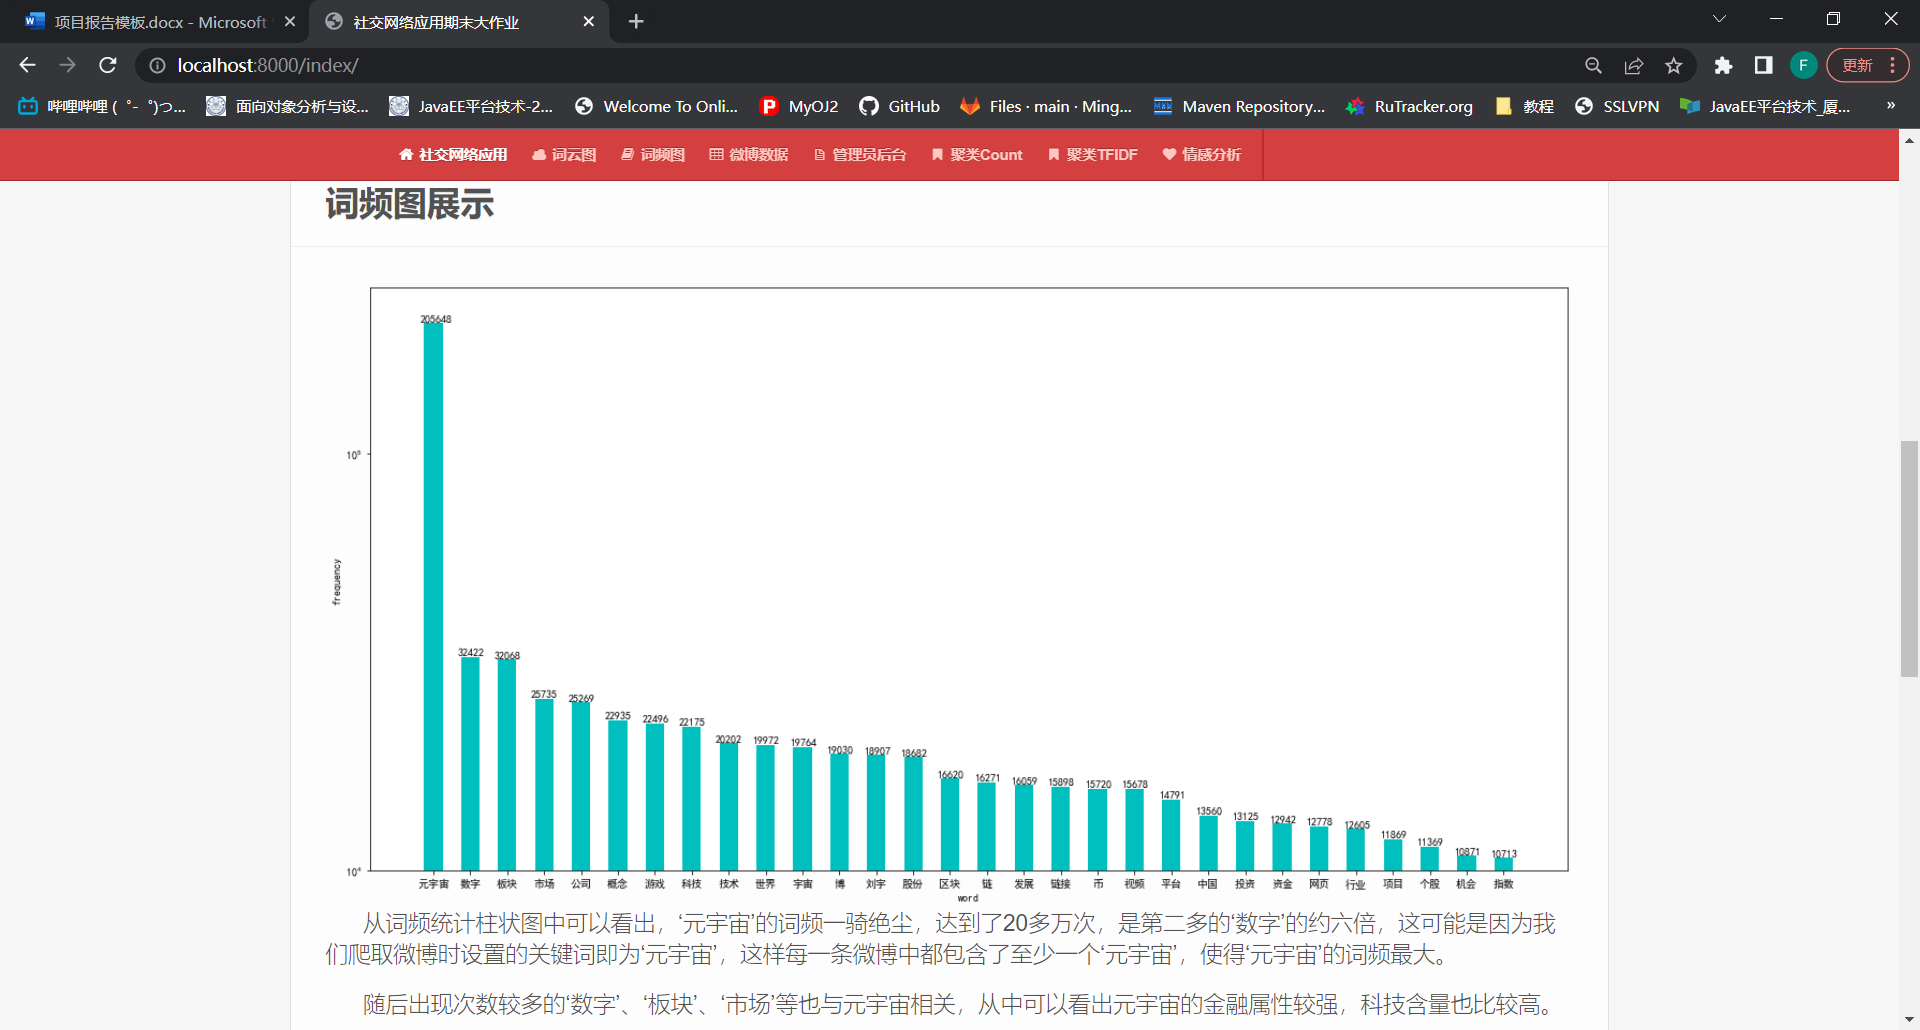 项目报告模板.docx - Microsoft
社交网络应用期末大作业
localhost:8000/index/
F
更新
哔哩哔哩 (゜-゜)つ...
面向对象分析与设...
JavaEE平台技术-2...
Welcome To Onli...
MyOJ2
GitHub
Files · main · Ming...
Maven Repository...
RuTracker.org
教程
SSLVPN
JavaEE平台技术_厦...
»
社交网络应用
词云图
词频图
微博数据
管理员后台
聚类Count
聚类TFIDF
情感分析
词频图展示
205648
32422
32068
25735
25269
22935
22496
22175
20202
19972
19764
19030
18907
18682
16620
16271
16059
15898
15720
15678
14791
13560
13125
12942
12778
12605
11869
11369
10871
10713
10⁵
frequency
10⁴
元宇宙 数字 板块 市场 公司 概念 游戏 科技 技术 世界 宇宙 博 刘宇 股份 区块 链 发展 链接 币 视频 平台 中国 投资 资金 网页 行业 项目 个股 机会 指数
word
从词频统计柱状图中可以看出，‘元宇宙’的词频一骑绝尘，达到了20多万次，是第二多的‘数字’的约六倍，这可能是因为我
们爬取微博时设置的关键词即为‘元宇宙’，这样每一条微博中都包含了至少一个‘元宇宙’，使得‘元宇宙’的词频最大。
随后出现次数较多的‘数字’、‘板块’、‘市场’等也与元宇宙相关，从中可以看出元宇宙的金融属性较强，科技含量也比较高。